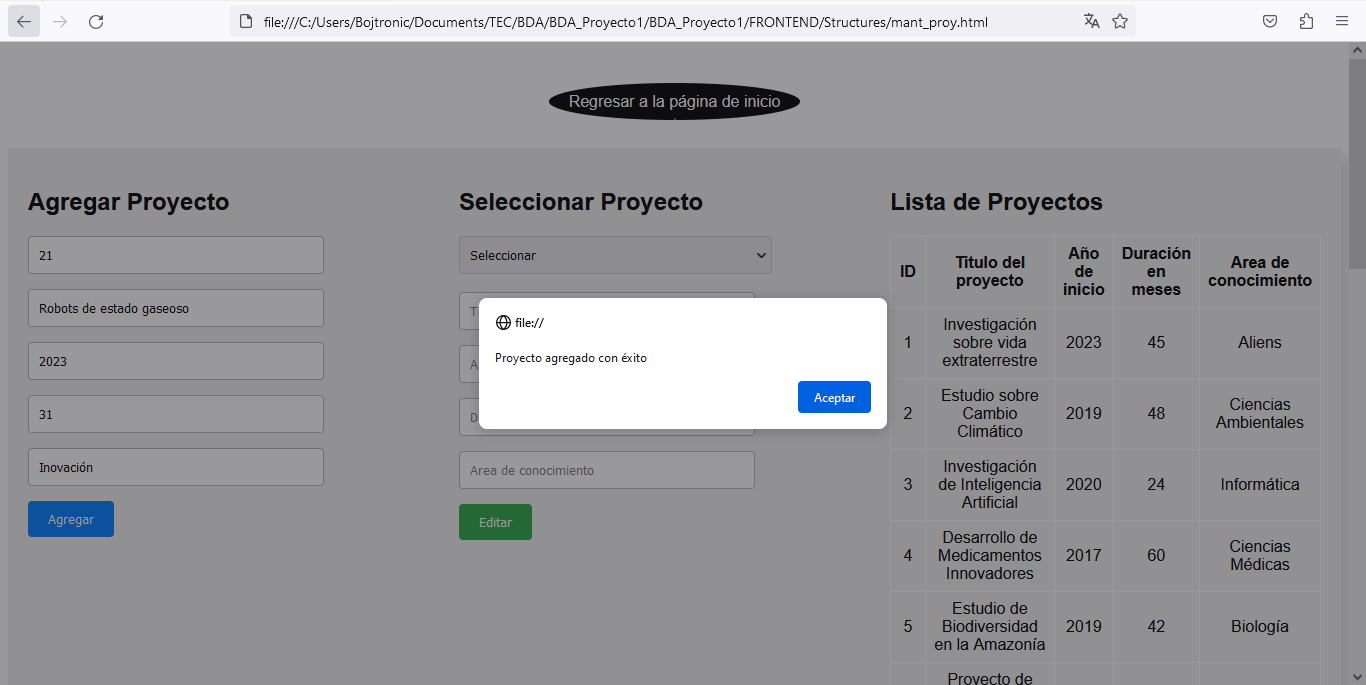 file:///C:/Users/Bojtronic/Documents/TEC/BDA/BDA_Proyecto1/BDA_Proyecto1/FRONTEND/Structures/mant_proy.html
Regresar a la página de inicio
Agregar Proyecto
21
Robots de estado gaseoso
2023
31
Inovación
Agregar
Seleccionar Proyecto
Seleccionar
Area de conocimiento
Editar
file://
Proyecto agregado con éxito
Aceptar
Lista de Proyectos
ID
Titulo del
proyecto
Año
de
inicio
Duración
en
meses
Area de
conocimiento
1
Investigación
sobre vida
extraterrestre
2023
45
Aliens
2
Estudio sobre
Cambio
Climático
2019
48
Ciencias
Ambientales
3
Investigación
de Inteligencia
Artificial
2020
24
Informática
4
Desarrollo de
Medicamentos
Innovadores
2017
60
Ciencias
Médicas
5
Estudio de
Biodiversidad
en la Amazonía
2019
42
Biología
Proyecto de